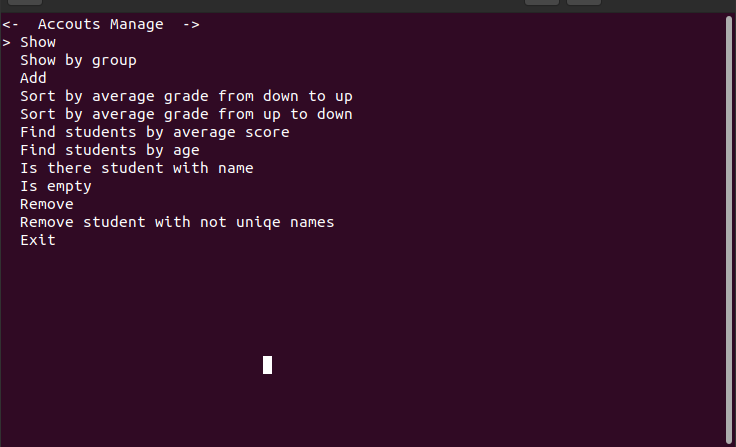 <-  Accouts Manage  ->
> Show
  Show by group
  Add
  Sort by average grade from down to up
  Sort by average grade from up to down
  Find students by average score
  Find students by age
  Is there student with name
  Is empty
  Remove
  Remove student with not uniqe names
  Exit